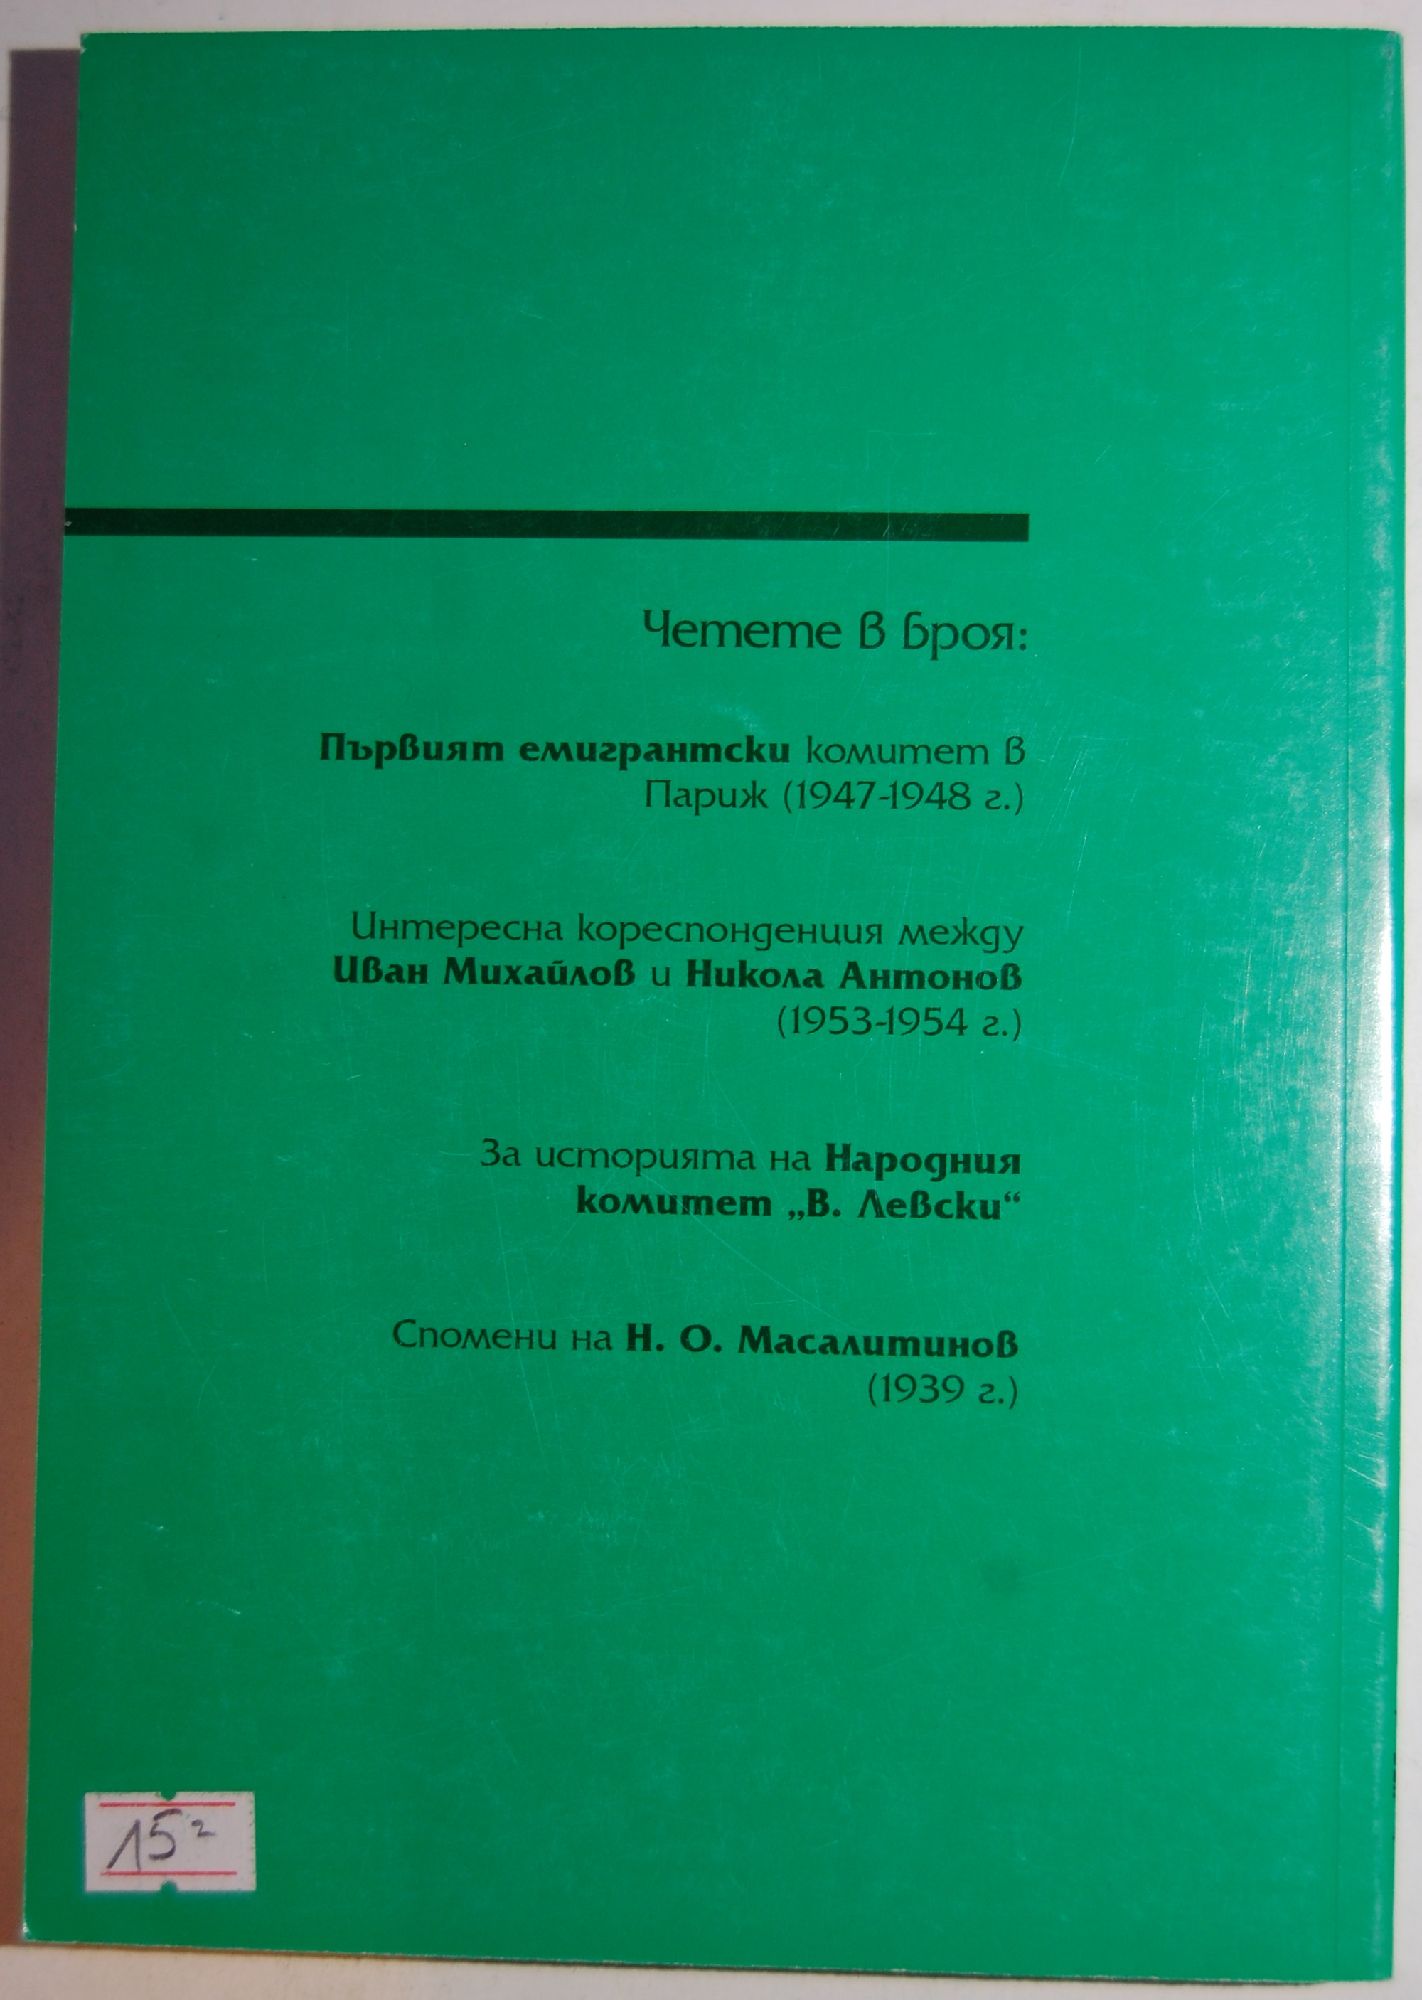 Четете в броя:
Първият емигрантски комитет в
Париж (1947-1948 г.)
Интересна кореспонденция между
Иван Михайлов и Никола Антонов
(1953-1954 г.)
За историята на Народния
комитет „В. Левски“
Спомени на Н. О. Масалитинов
(1939 г.)
15²